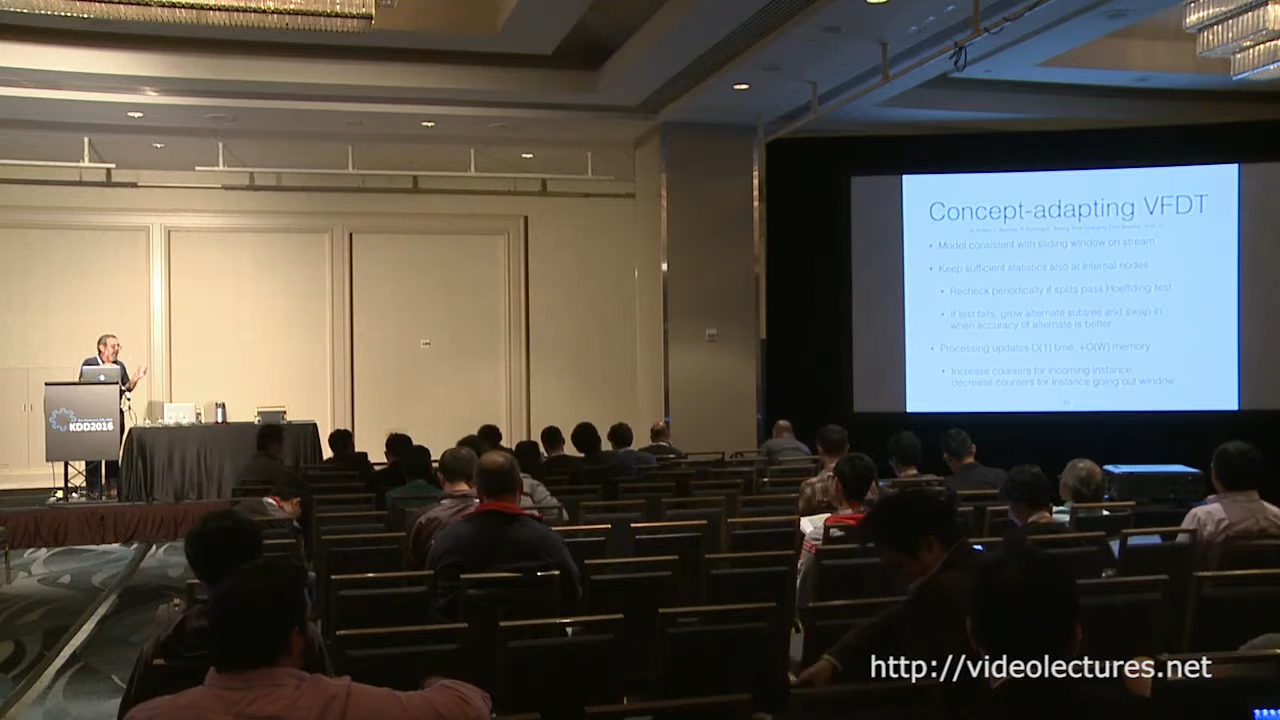 Concept-adapting VFDT
• Model consistent with sliding window on stream
• Keep sufficient statistics also at internal nodes
• Recheck periodically if splits pass Hoeffding test
• If test fails, grow alternate subtree and swap-in
when accuracy of alternate is better
• Processing updates O(1) time, +O(W) memory
• Increase counters for incoming instance,
decrease counters for instance going out window
KDD2016
http://videolectures.net